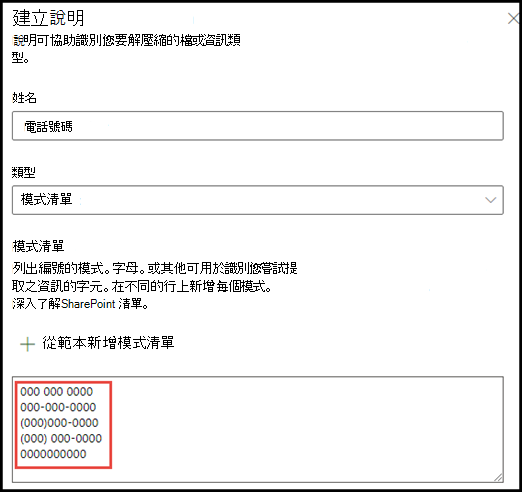 建立說明
說明可協助識別您要解壓縮的檔或資訊類
型。
姓名
電話號碼
類型
模式清單
模式清單
列出編號的模式。字母。或其他可用於識別您嘗試提
取之資訊的字元。在不同的行上新增每個模式。
深入了解SharePoint 清單。
從範本新增模式清單
000 000 0000
000-000-0000
(000)000-0000
(000) 000-0000
0000000000